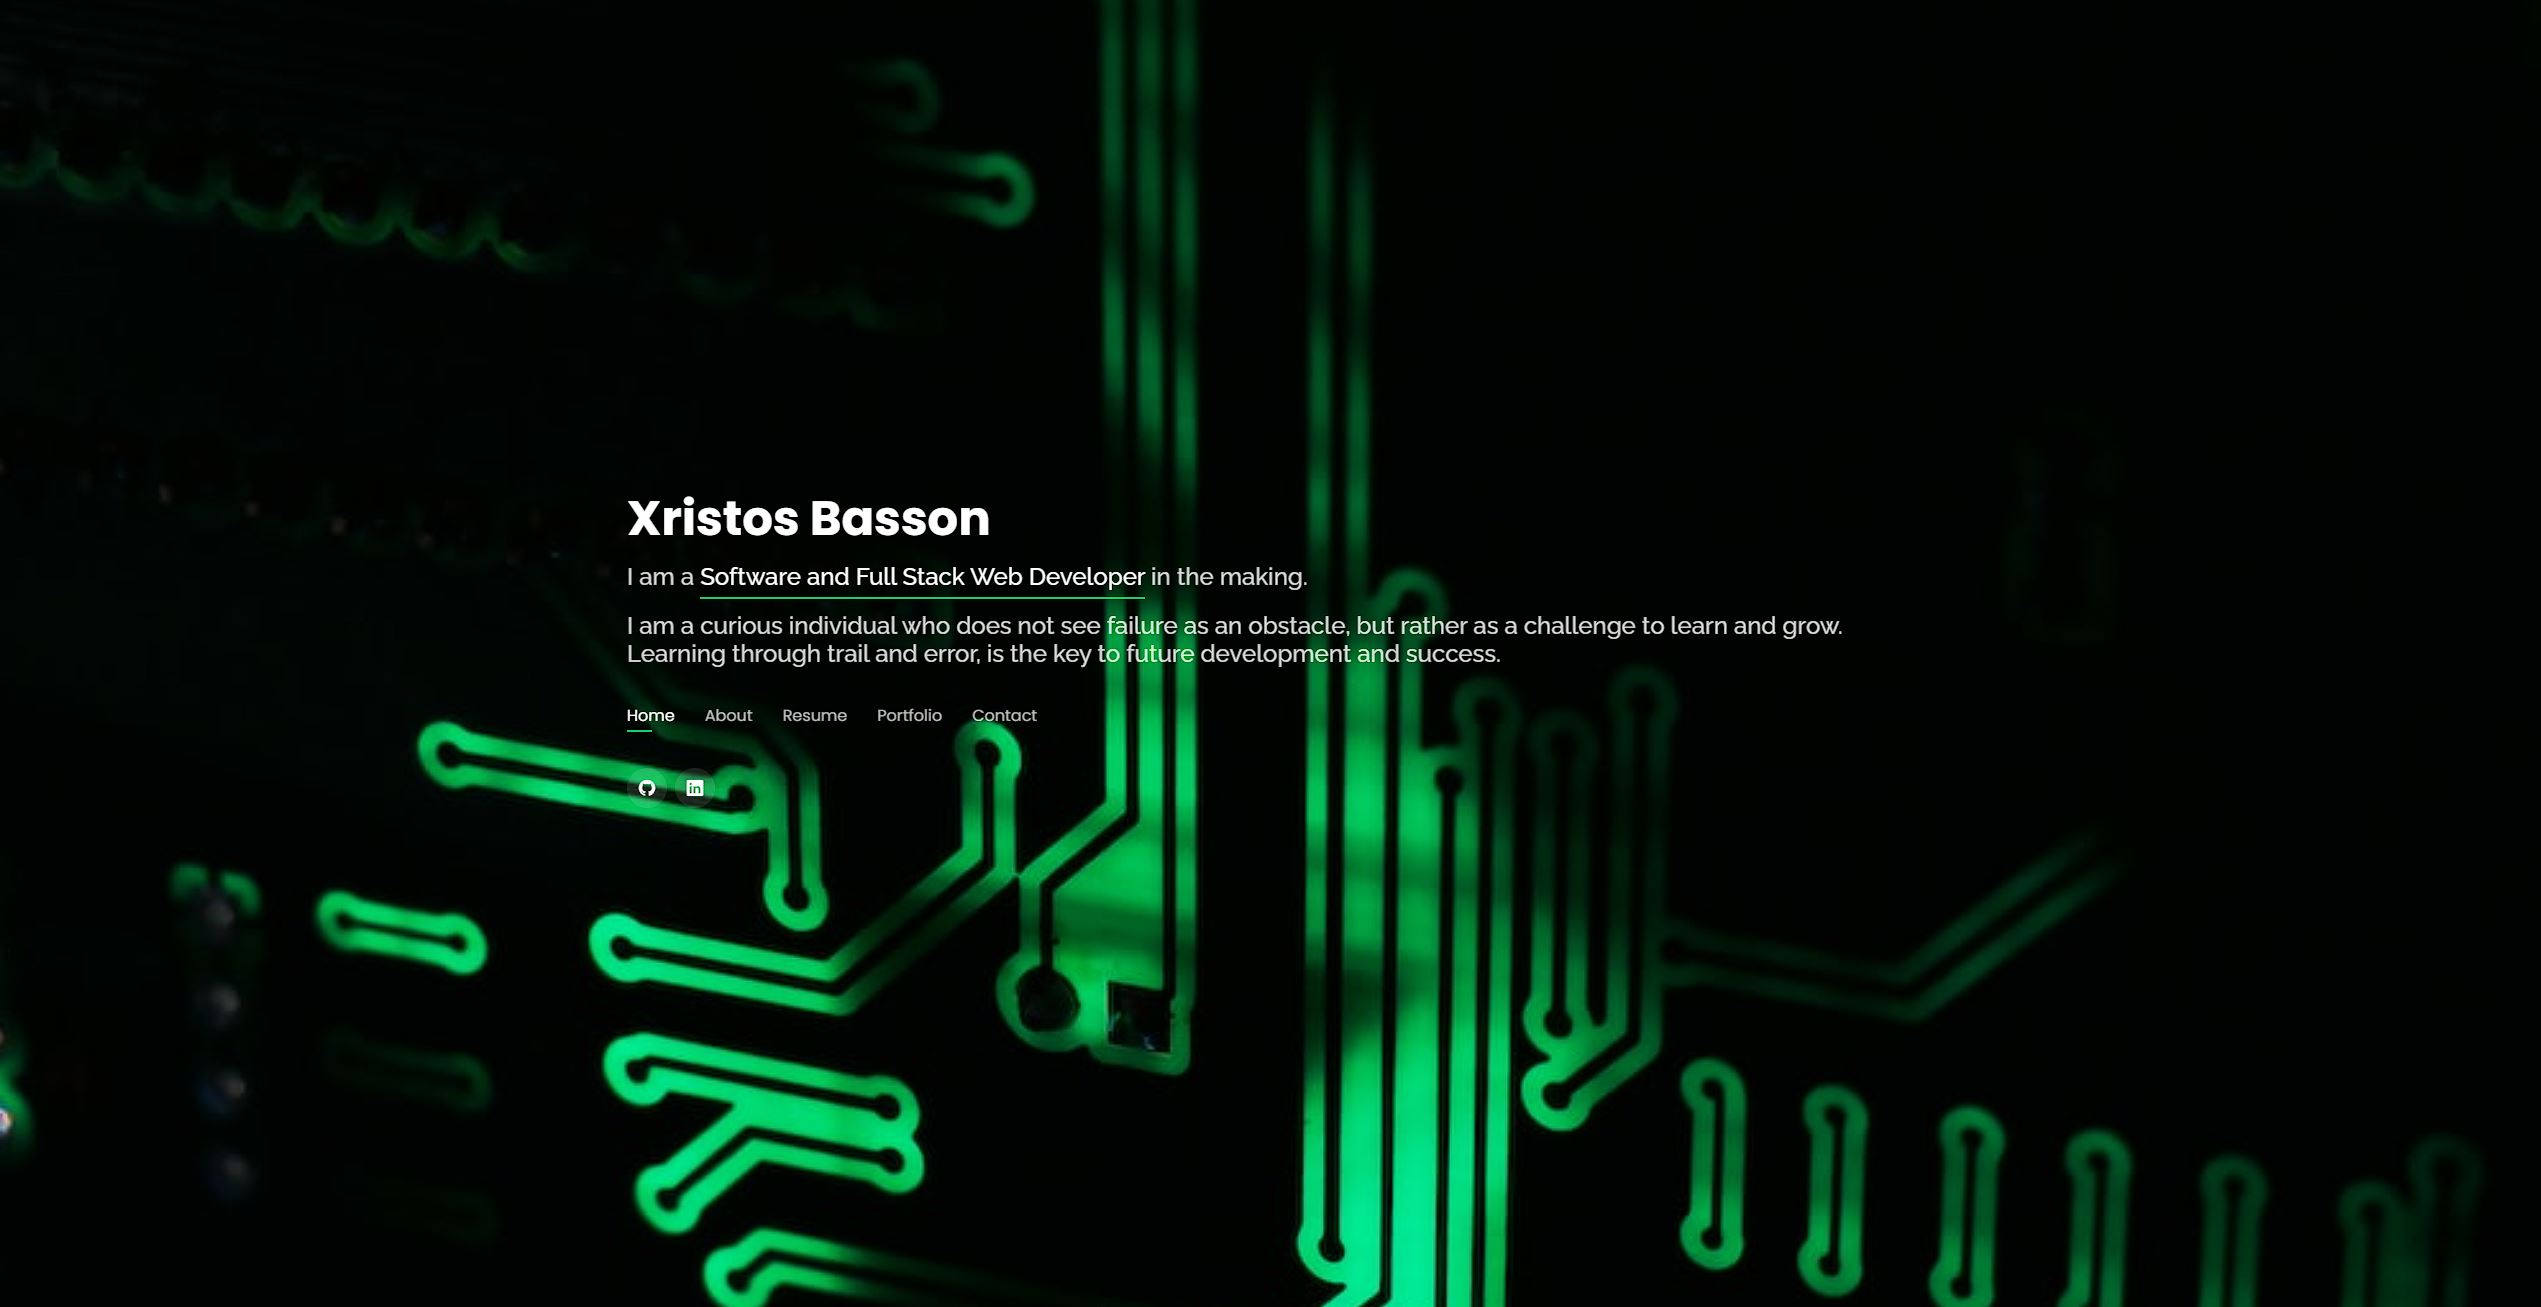 Xristos Basson
I am a Software and Full Stack Web Developer in the making.
I am a curious individual who does not see failure as an obstacle, but rather as a challenge to learn and grow.
Learning through trail and error, is the key to future development and success.
Home About Resume Portfolio Contact
in